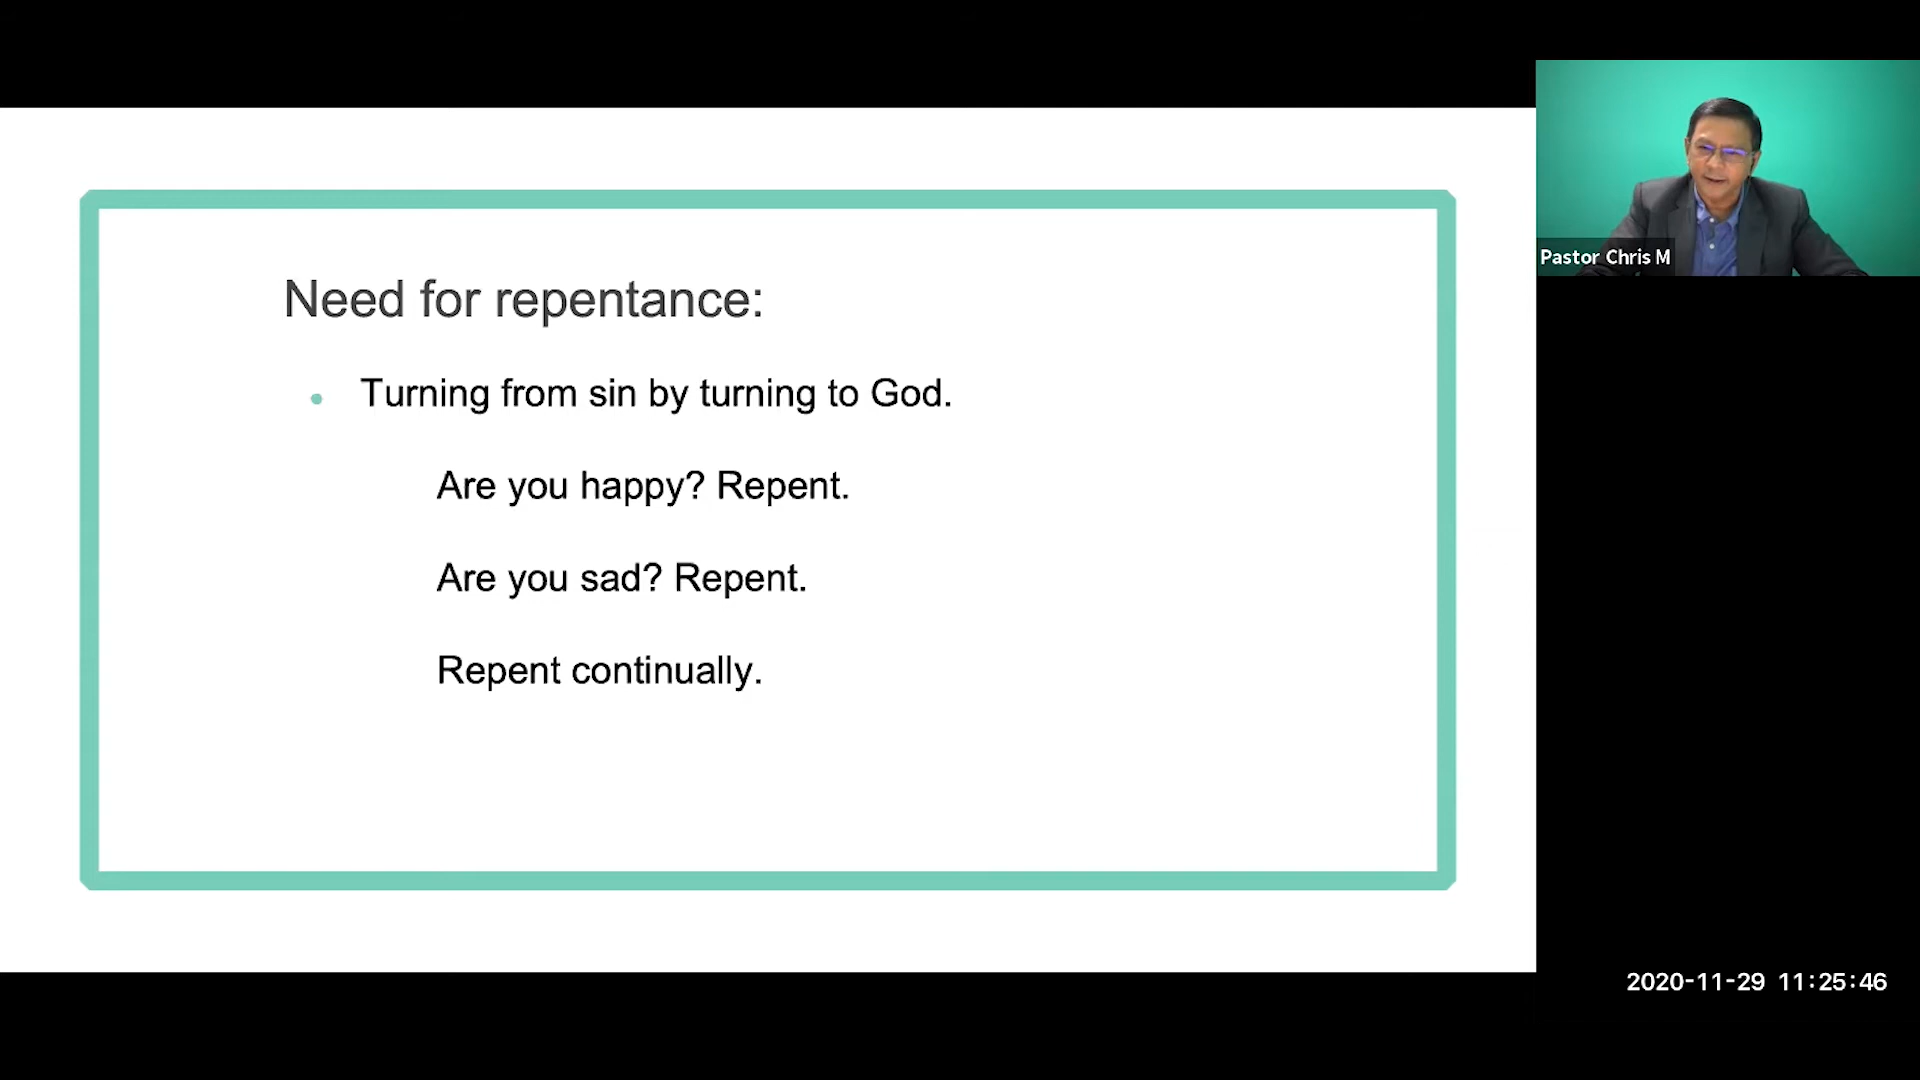 Need for repentance:
Turning from sin by turning to God.
Are you happy? Repent.
Are you sad? Repent.
Repent continually.
Pastor Chris M
2020-11-29 11:25:46